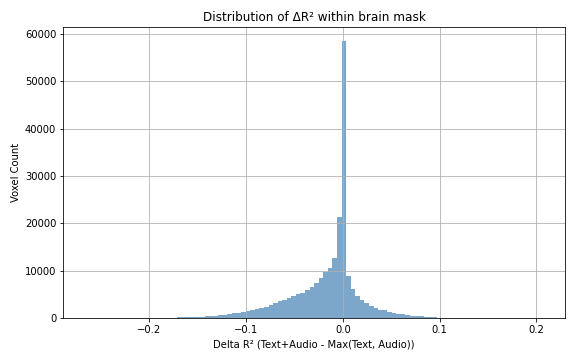 Distribution of ΔR² within brain mask
60000
50000
40000
30000
20000
10000
0
Voxel Count
−0.2 −0.1 0.0 0.1 0.2
Delta R² (Text+Audio - Max(Text, Audio))